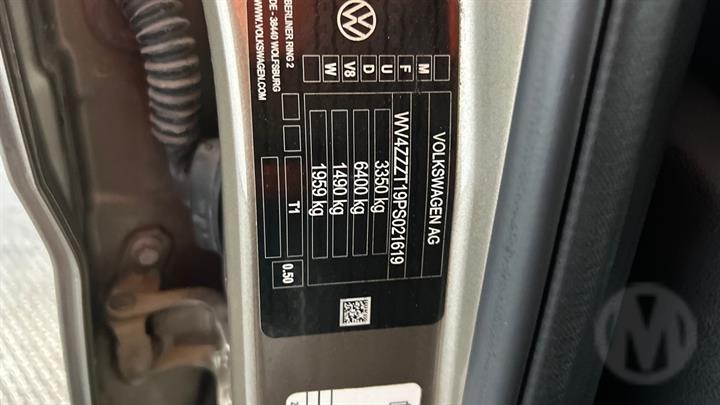 VOLKSWAGEN AG
WV4ZZZT19PS021619
3350 kg
6400 kg
1490 kg
1959 kg
T1
0.50
M
F
U
D
V8
W
BERLINER RING 2
DE - 38440 WOLFSBURG
WWW.VOLKSWAGEN.COM
M